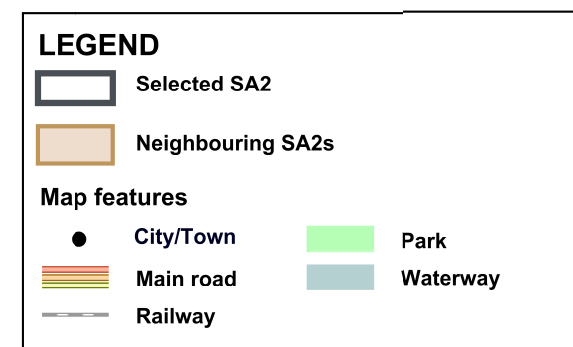 LEGEND
Selected SA2
Neighbouring SA2s
Map features
City/Town
Park
Main road
Waterway
Railway